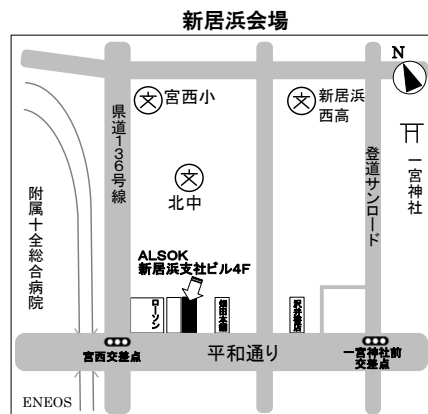 新居浜会場
N
文
宮西小
文
新居浜
西高
県道136号線
登道サンロード
一宮神社
文
北中
附属十全総合病院
ALSOK
新居浜支社ビル4F
ローソン
平和通り
宮西交差点
一宮神社前
交差点
ENEOS